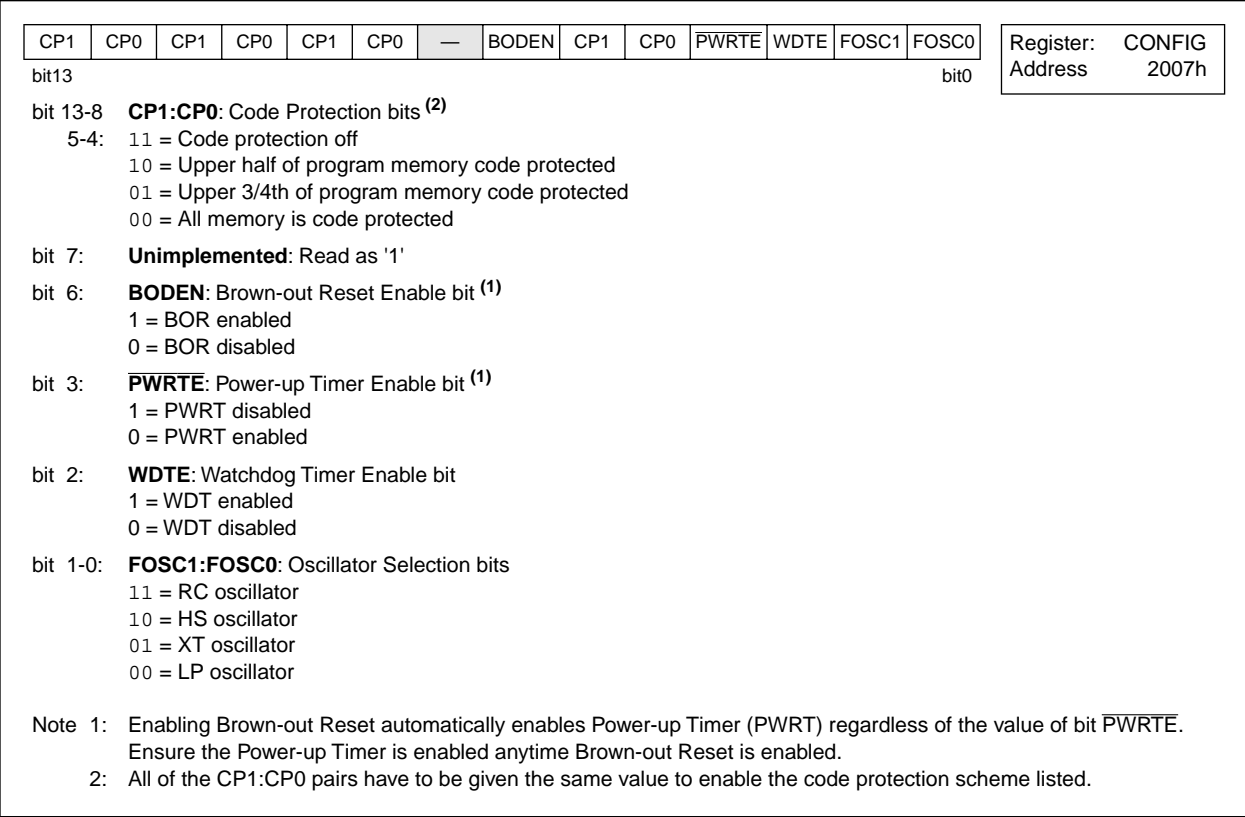 CP1 CP0 CP1 CP0 CP1 CP0 — BODEN CP1 CP0 PWRTE WDTE FOSC1 FOSC0 Register: CONFIG
bit13 bit0 Address 2007h
bit 13-8 CP1:CP0: Code Protection bits (2)
5-4: 11 = Code protection off
10 = Upper half of program memory code protected
01 = Upper 3/4th of program memory code protected
00 = All memory is code protected
bit 7: Unimplemented: Read as '1'
bit 6: BODEN: Brown-out Reset Enable bit (1)
1 = BOR enabled
0 = BOR disabled
bit 3: PWRTE: Power-up Timer Enable bit (1)
1 = PWRT disabled
0 = PWRT enabled
bit 2: WDTE: Watchdog Timer Enable bit
1 = WDT enabled
0 = WDT disabled
bit 1-0: FOSC1:FOSC0: Oscillator Selection bits
11 = RC oscillator
10 = HS oscillator
01 = XT oscillator
00 = LP oscillator
Note 1: Enabling Brown-out Reset automatically enables Power-up Timer (PWRT) regardless of the value of bit PWRTE.
Ensure the Power-up Timer is enabled anytime Brown-out Reset is enabled.
2: All of the CP1:CP0 pairs have to be given the same value to enable the code protection scheme listed.